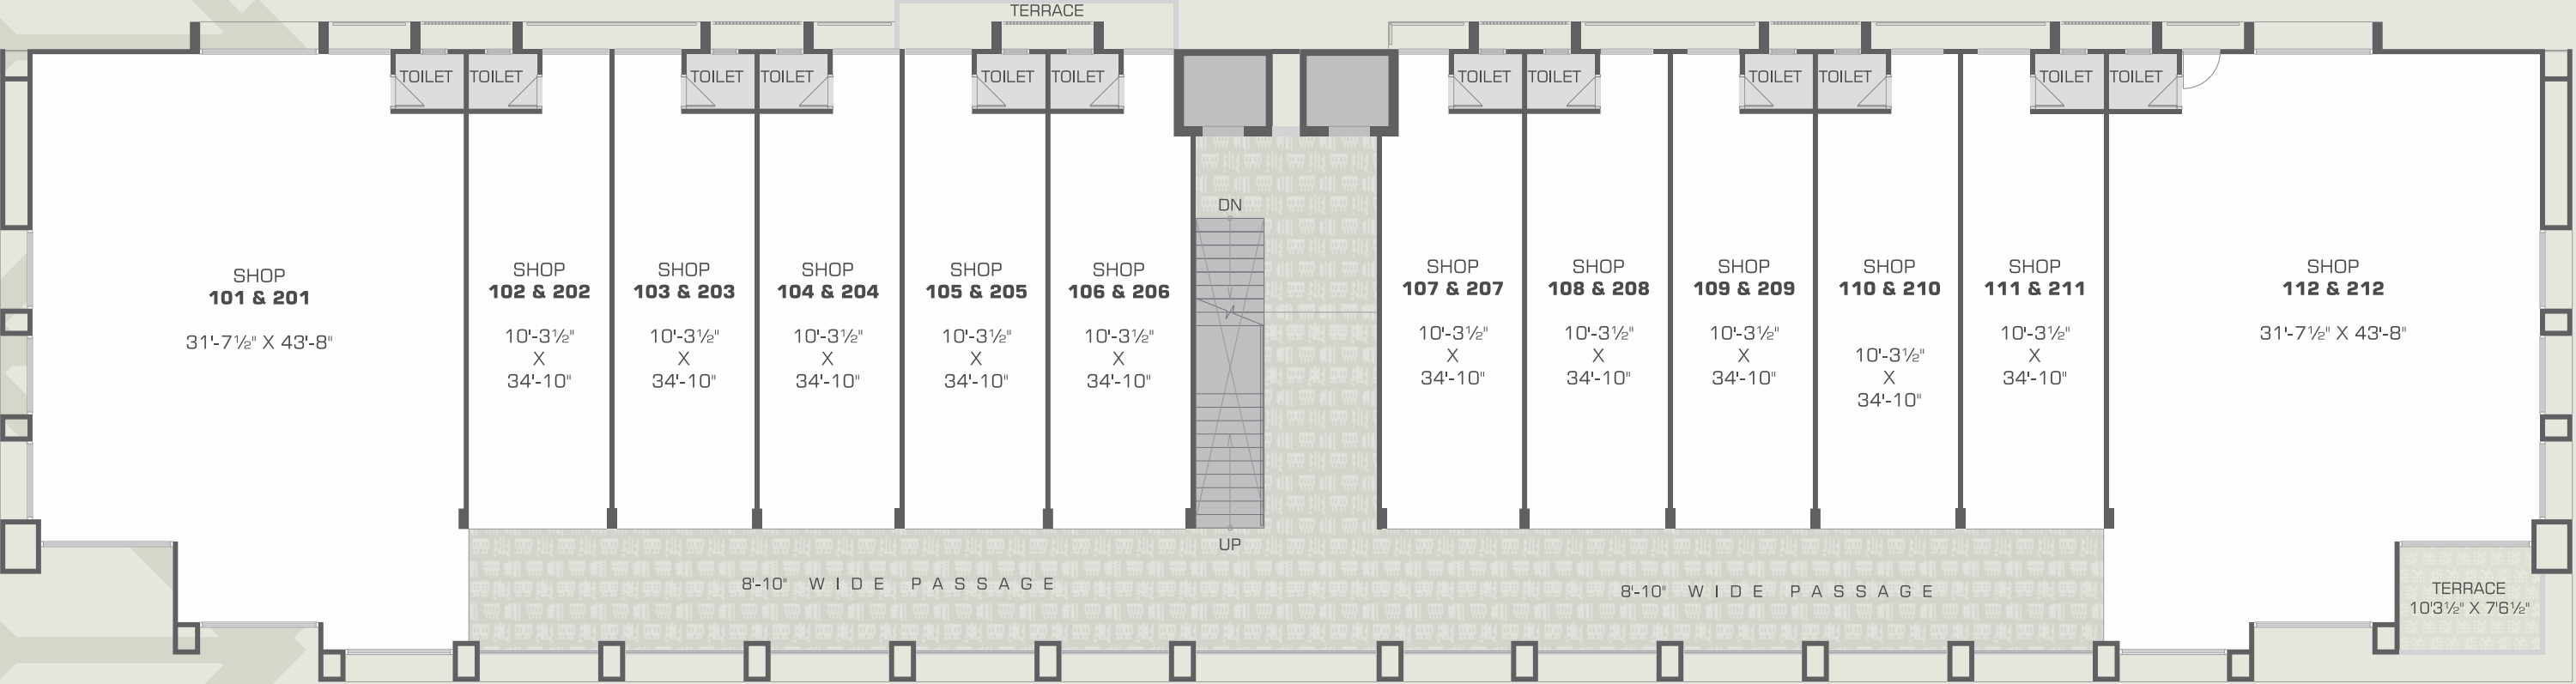 TERRACE
TOILET TOILET TOILET TOILET TOILET TOILET TOILET TOILET TOILET TOILET TOILET TOILET
DN
SHOP
101 & 201
31'-7½" X 43'-8"
SHOP
102 & 202
10'-3½"
X
34'-10"
SHOP
103 & 203
10'-3½"
X
34'-10"
SHOP
104 & 204
10'-3½"
X
34'-10"
SHOP
105 & 205
10'-3½"
X
34'-10"
SHOP
106 & 206
10'-3½"
X
34'-10"
SHOP
107 & 207
10'-3½"
X
34'-10"
SHOP
108 & 208
10'-3½"
X
34'-10"
SHOP
109 & 209
10'-3½"
X
34'-10"
SHOP
110 & 210
10'-3½"
X
34'-10"
SHOP
111 & 211
10'-3½"
X
34'-10"
SHOP
112 & 212
31'-7½" X 43'-8"
UP
8'-10" WIDE PASSAGE
8'-10" WIDE PASSAGE
TERRACE
10'3½" X 7'6½"